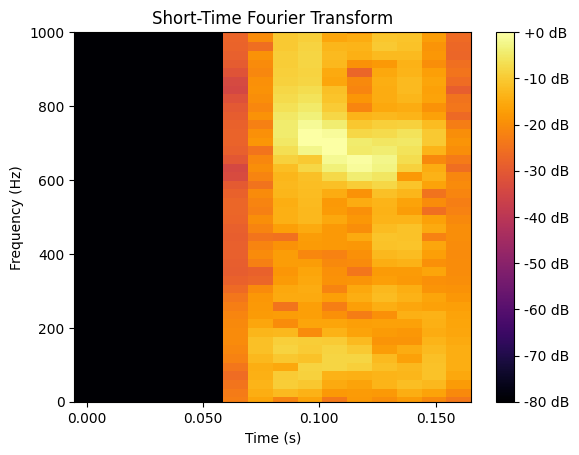 Short-Time Fourier Transform
1000
800
600
400
200
0
Frequency (Hz)
0.000
0.050
0.100
0.150
Time (s)
+0 dB
-10 dB
-20 dB
-30 dB
-40 dB
-50 dB
-60 dB
-70 dB
-80 dB